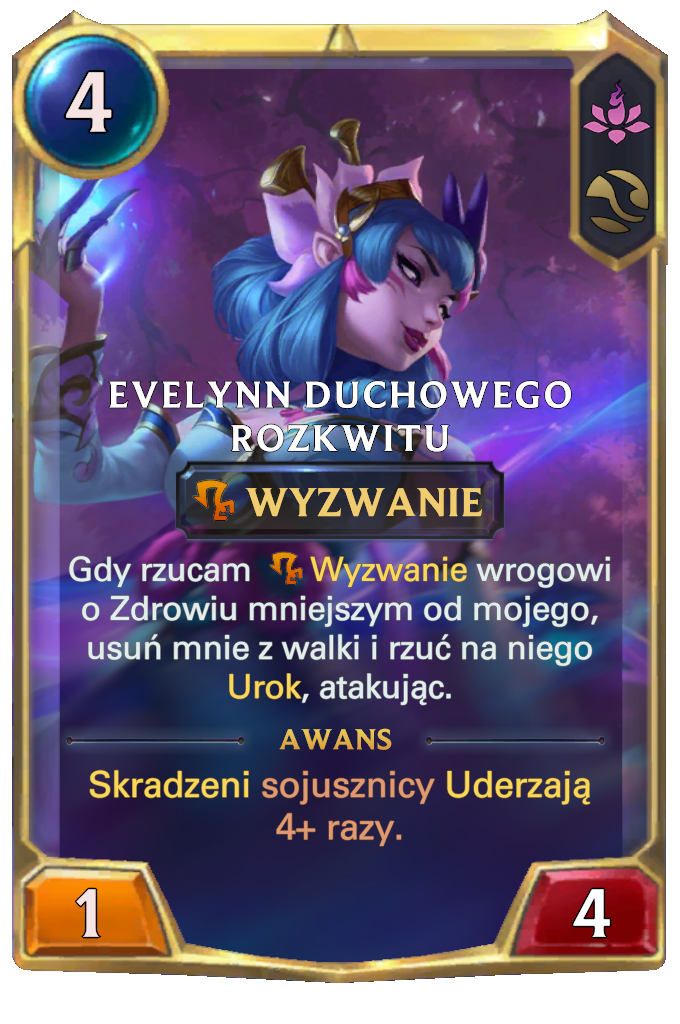 4
EVELYNN DUCHOWEGO
ROZKWITU
WYZWANIE
Gdy rzucam Wyzwanie wrogowi
o Zdrowiu mniejszym od mojego,
usuń mnie z walki i rzuć na niego
Urok, atakując.
AWANS
Skradzeni sojusznicy Uderzają
4+ razy.
1
4